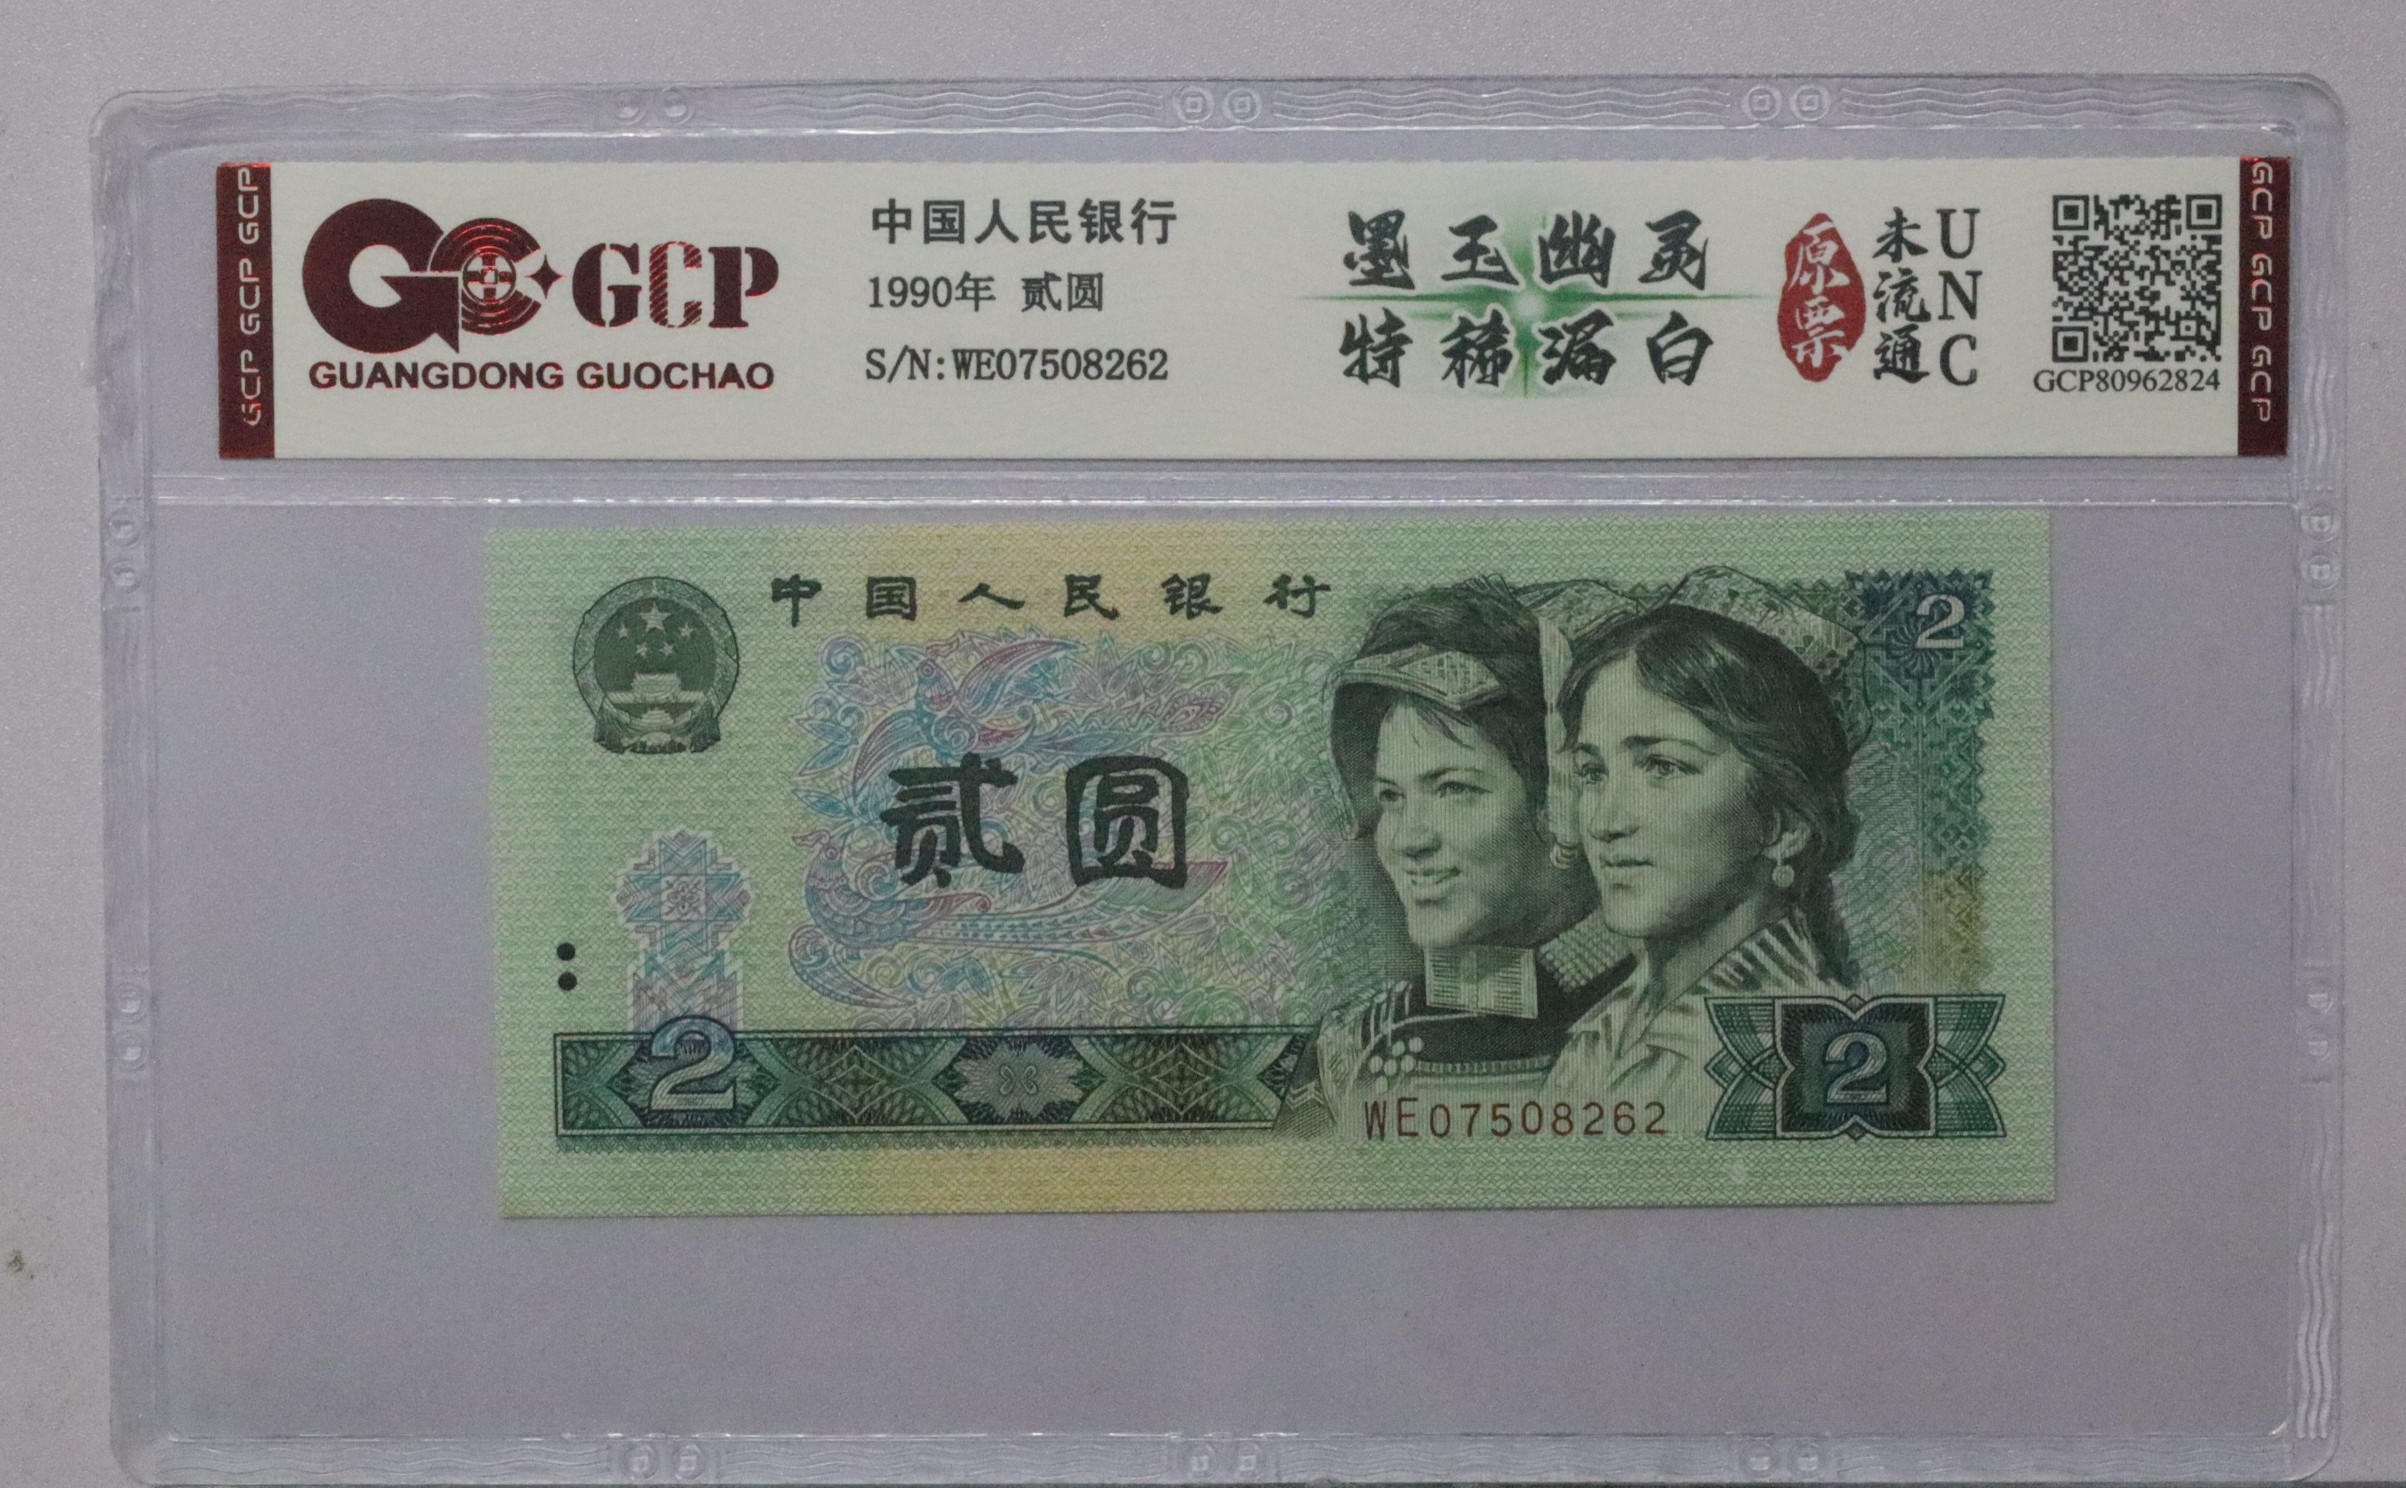 GCP GCP GCP
GCP
GUANGDONG GUOCHAO
中国人民银行
1990年 贰圆
S/N:WE07508262
墨玉幽灵
特稀漏白
原票
未流通
UNC
GCP80962824
GCP GCP GCP
中国人民银行
2
贰圆
2
WE07508262
2